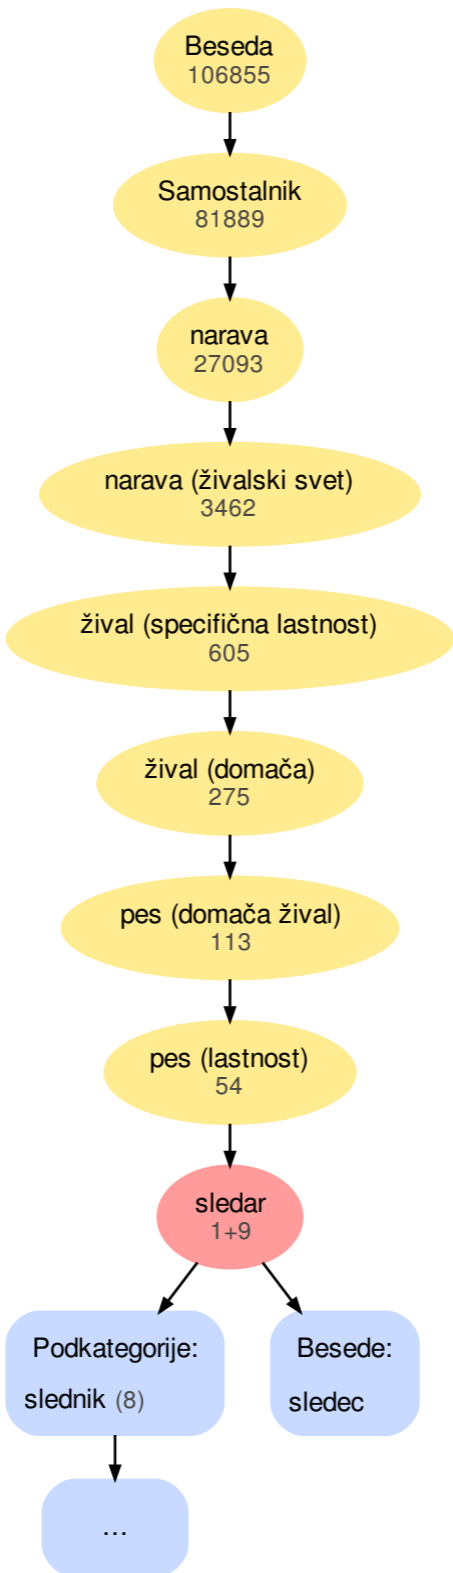 Beseda
106855
Samostalnik
81889
narava
27093
narava (živalski svet)
3462
žival (specifična lastnost)
605
žival (domača)
275
pes (domača žival)
113
pes (lastnost)
54
sledar
1+9
Podkategorije:
slednik (8)
Besede:
sledec
...